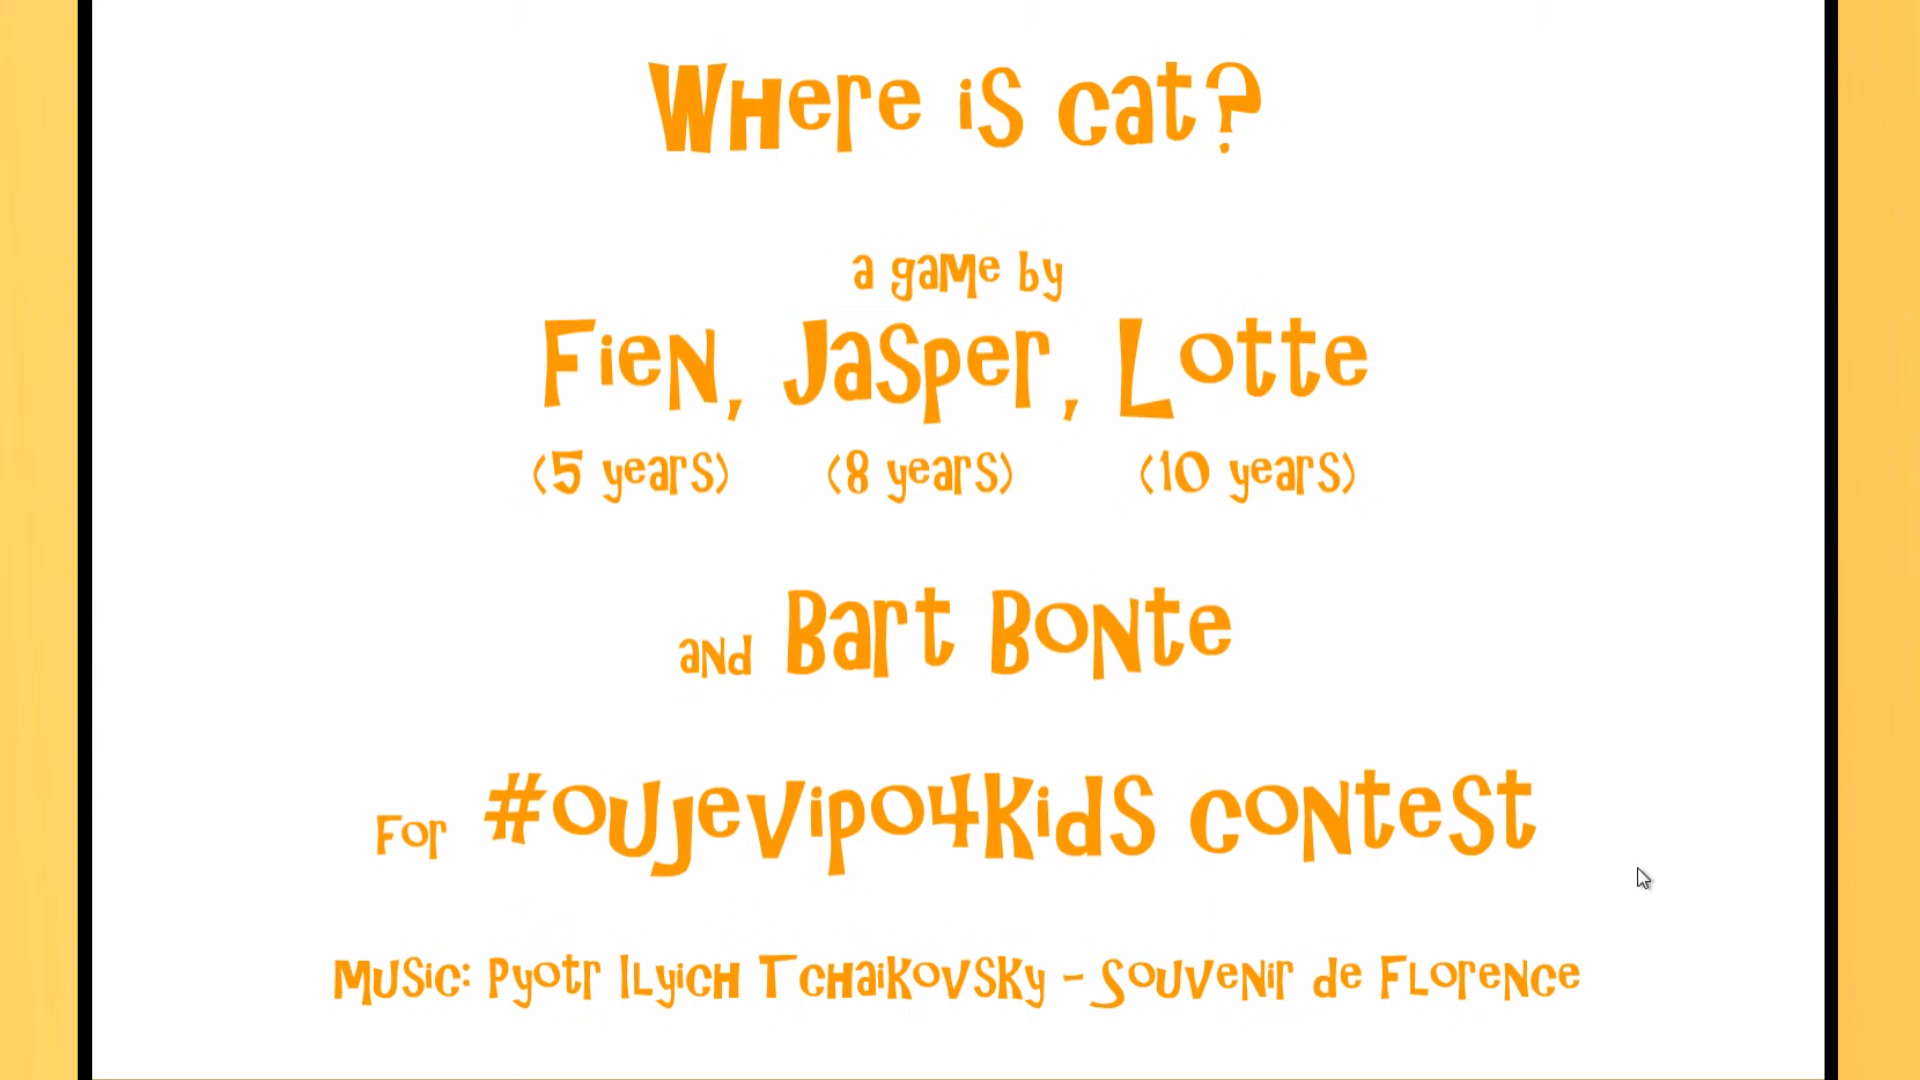 Where is cat?
a game by
Fien, Jasper, Lotte
(5 years) (8 years) (10 years)
and Bart Bonte
For #oujevipo4kids contest
Music: Pyotr Ilyich Tchaikovsky - Souvenir de Florence